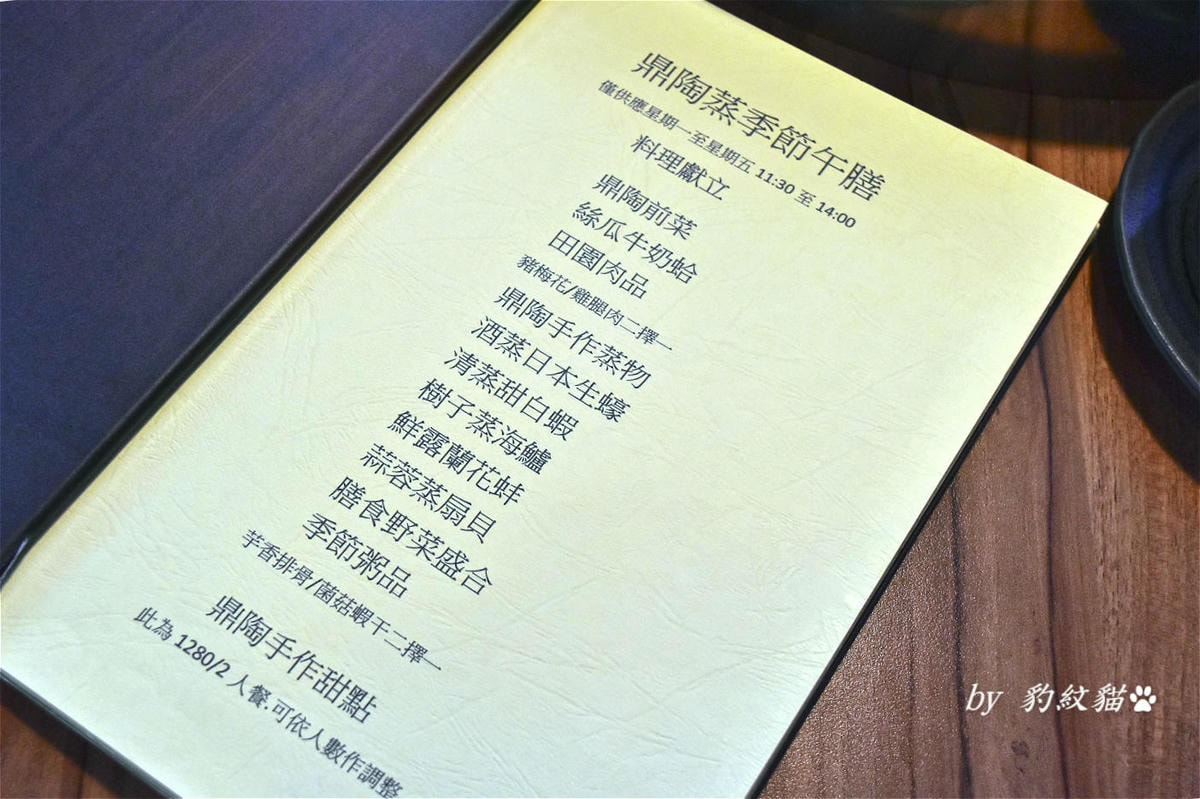 鼎陶蒸季節午膳
僅供應星期一至星期五 11:30 至 14:00
料理獻立
鼎陶前菜
絲瓜牛奶蛤
田園肉品
豬梅花/雞腿肉二擇一
鼎陶手作蒸物
酒蒸日本生蠔
清蒸甜白蝦
樹子蒸海鱸
鮮露蘭花蚌
蒜蓉蒸扇貝
膳食野菜盛合
季節粥品
芋香排骨/菌菇蝦干二擇一
鼎陶手作甜點
此為 1280/2 人餐.可依人數作調整
by 豹紋貓